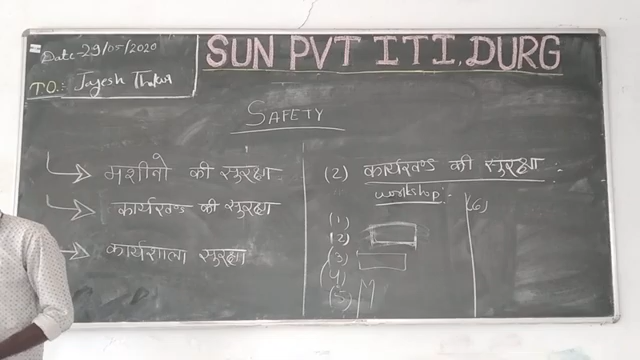 Date - 29/05/2020
SUN PVT ITI, DURG
T.O.: Jayesh Thakur
SAFETY
मशीनो की सुरक्षा
कार्यखण्ड की सुरक्षा
कार्यशाला सुरक्षा
(2) कार्यखण्ड की सुरक्षा :-
workshop :-
(1)
(2)
(3)
(4)
(5)
(6)